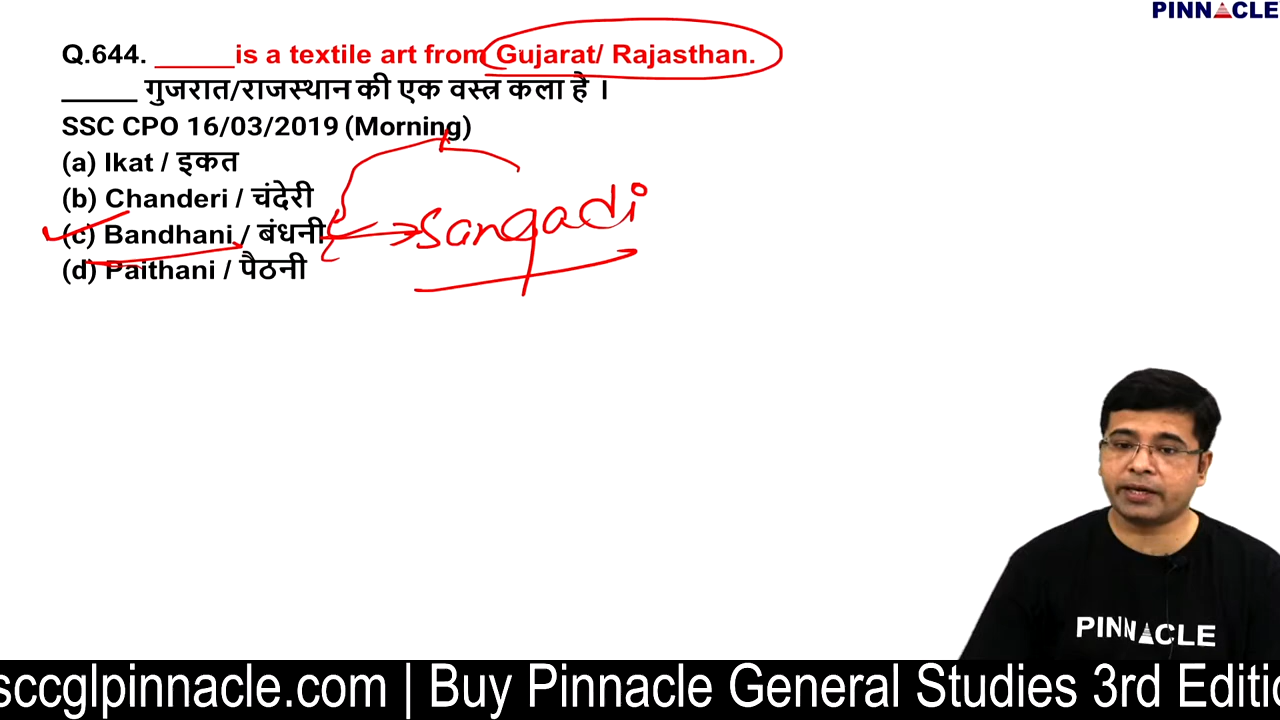 PINNACLE
Q.644. ______is a textile art from Gujarat/ Rajasthan.
______ गुजरात/राजस्थान की एक वस्त्र कला है ।
SSC CPO 16/03/2019 (Morning)
(a) Ikat / इकत
(b) Chanderi / चंदेरी
(c) Bandhani / बंधनी
Sangadi
(d) Paithani / पैठनी
PINNACLE
sccglpinnacle.com | Buy Pinnacle General Studies 3rd Editio